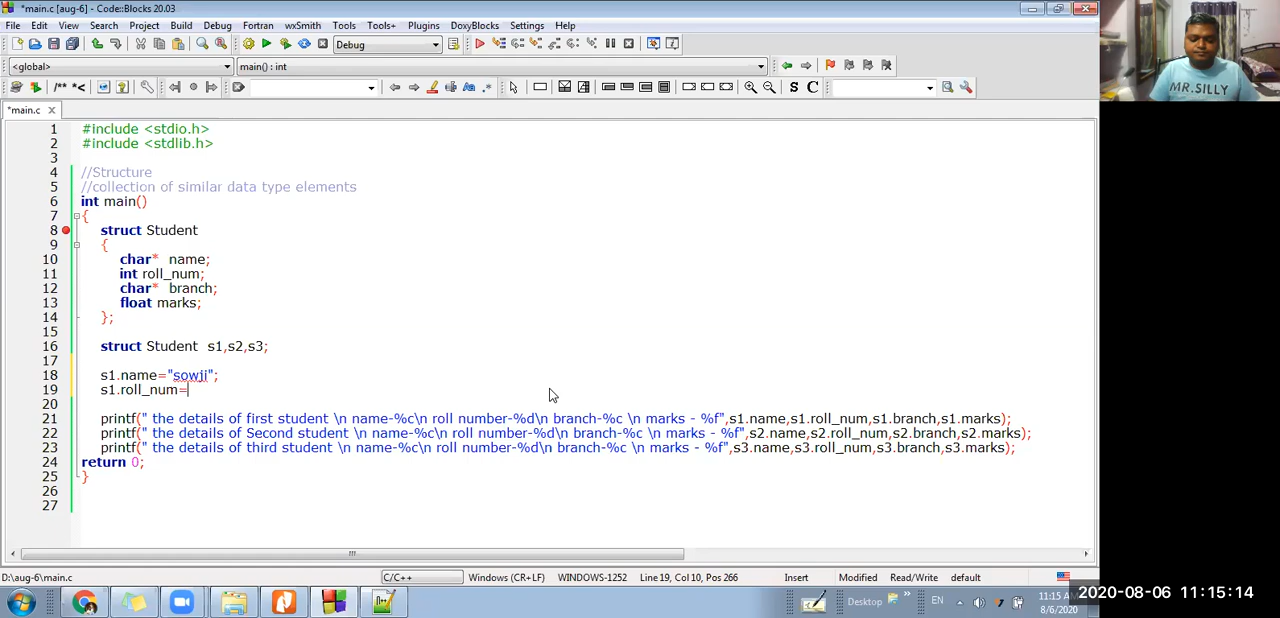 *main.c [aug-6] - Code::Blocks 20.03
File Edit View Search Project Build Debug Fortran wxSmith Tools Tools+ Plugins DoxyBlocks Settings Help
Debug
<global> main() : int
/** *< Aa .* S C
*main.c
1 #include <stdio.h>
2 #include <stdlib.h>
3
4 //Structure
5 //collection of similar data type elements
6 int main()
7 {
8 struct Student
9 {
10 char* name;
11 int roll_num;
12 char* branch;
13 float marks;
14 };
15
16 struct Student s1,s2,s3;
17
18 s1.name="sowji";
19 s1.roll_num=
20
21 printf(" the details of first student \n name-%c\n roll number-%d\n branch-%c \n marks - %f",s1.name,s1.roll_num,s1.branch,s1.marks);
22 printf(" the details of Second student \n name-%c\n roll number-%d\n branch-%c \n marks - %f",s2.name,s2.roll_num,s2.branch,s2.marks);
23 printf(" the details of third student \n name-%c\n roll number-%d\n branch-%c \n marks - %f",s3.name,s3.roll_num,s3.branch,s3.marks);
24 return 0;
25 }
26
27
D:\aug-6\main.c C/C++ Windows (CR+LF) WINDOWS-1252 Line 19, Col 10, Pos 266 Insert Modified Read/Write default
Desktop » EN 11:15 AM
8/6/2020
2020-08-06 11:15:14
MR.SILLY